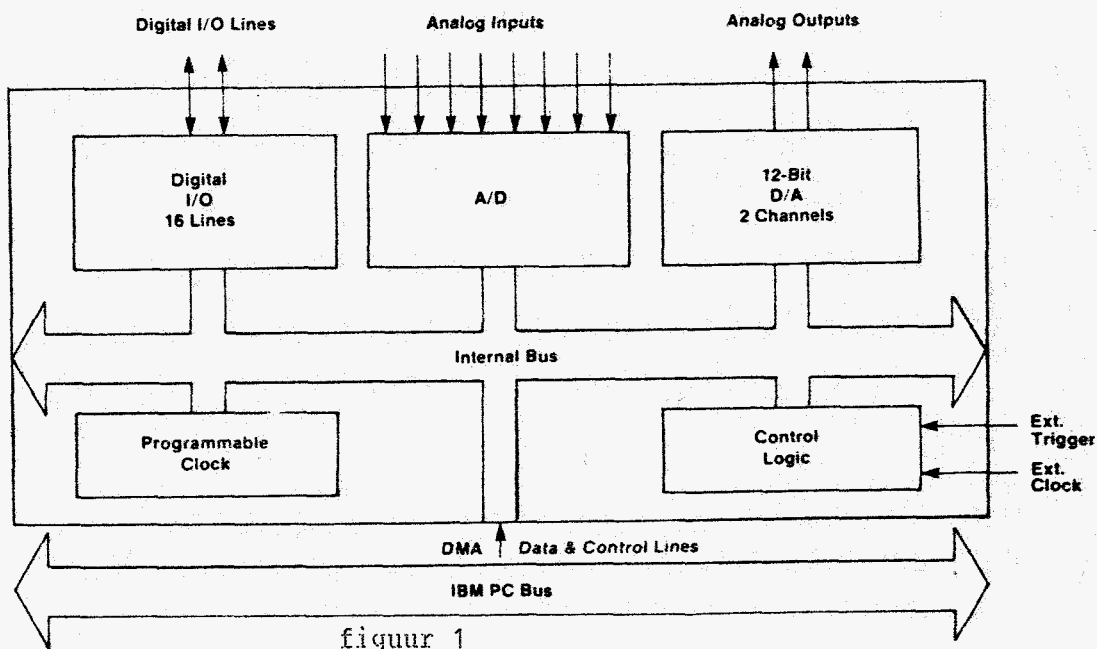 Digital I/O Lines
Analog Inputs
Analog Outputs
Digital
I/O
16 Lines
A/D
12-Bit
D/A
2 Channels
Internal Bus
Programmable
Clock
Control
Logic
Ext.
Trigger
Ext.
Clock
DMA
Data & Control Lines
IBM PC Bus
figuur 1